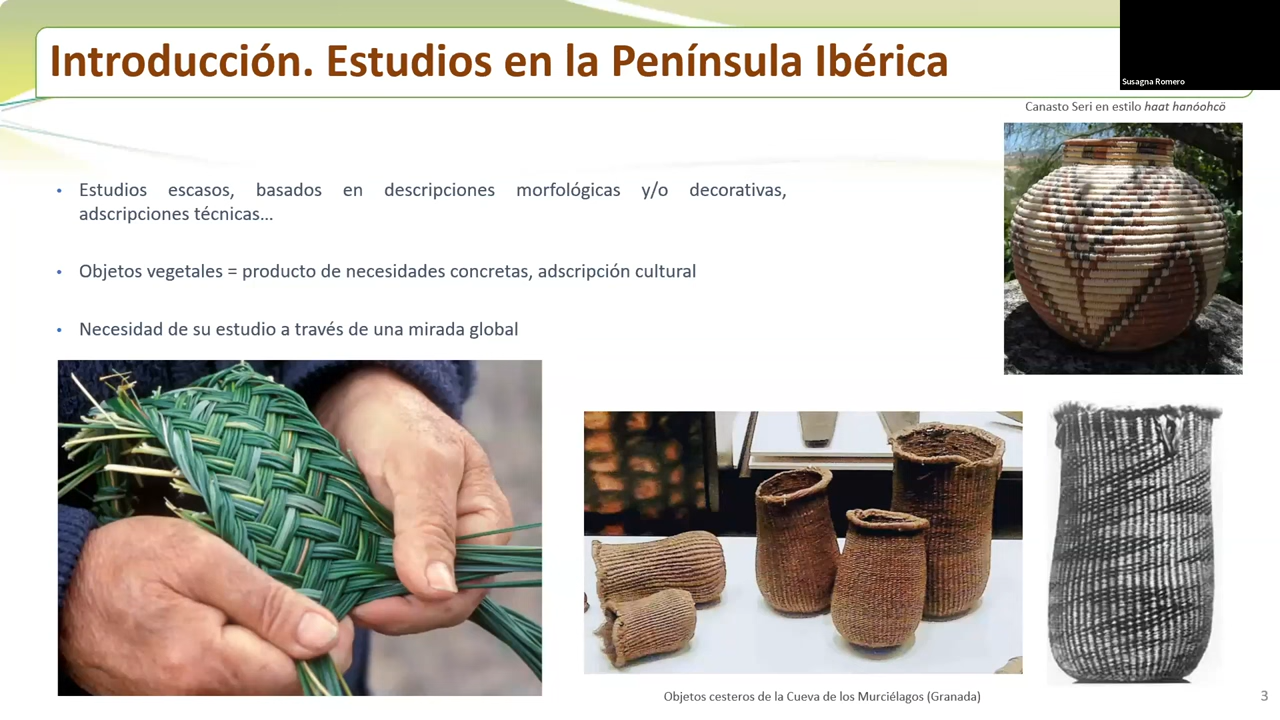 Introducción. Estudios en la Península Ibérica
Susagna Romero
Canasto Seri en estilo haat hanóohcö
• Estudios escasos, basados en descripciones morfológicas y/o decorativas,
adscripciones técnicas...
• Objetos vegetales = producto de necesidades concretas, adscripción cultural
• Necesidad de su estudio a través de una mirada global
Objetos cesteros de la Cueva de los Murciélagos (Granada)
3